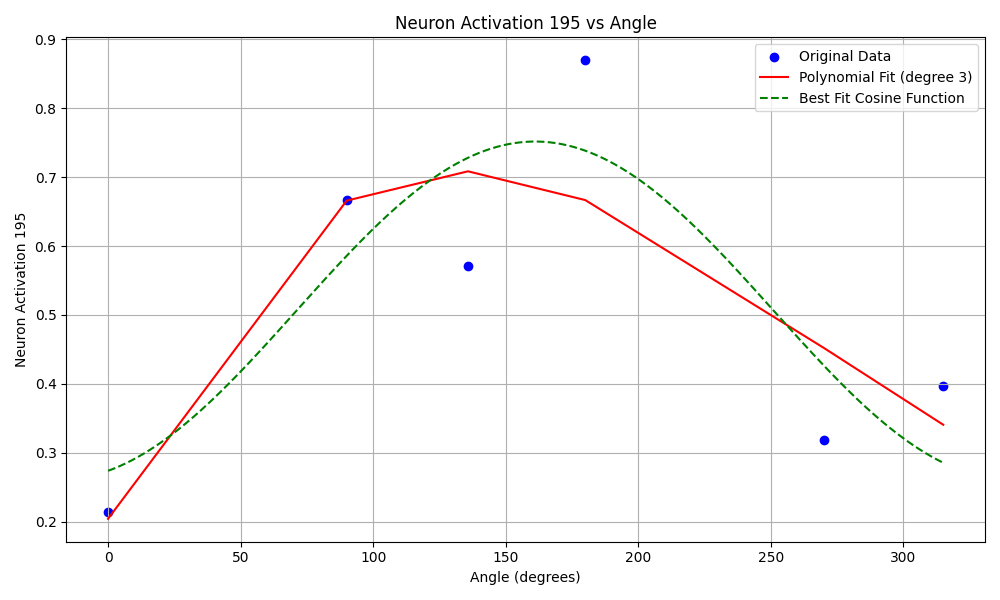 Neuron Activation 195 vs Angle
Original Data
Polynomial Fit (degree 3)
Best Fit Cosine Function
Neuron Activation 195
0.9
0.8
0.7
0.6
0.5
0.4
0.3
0.2
0 50 100 150 200 250 300
Angle (degrees)